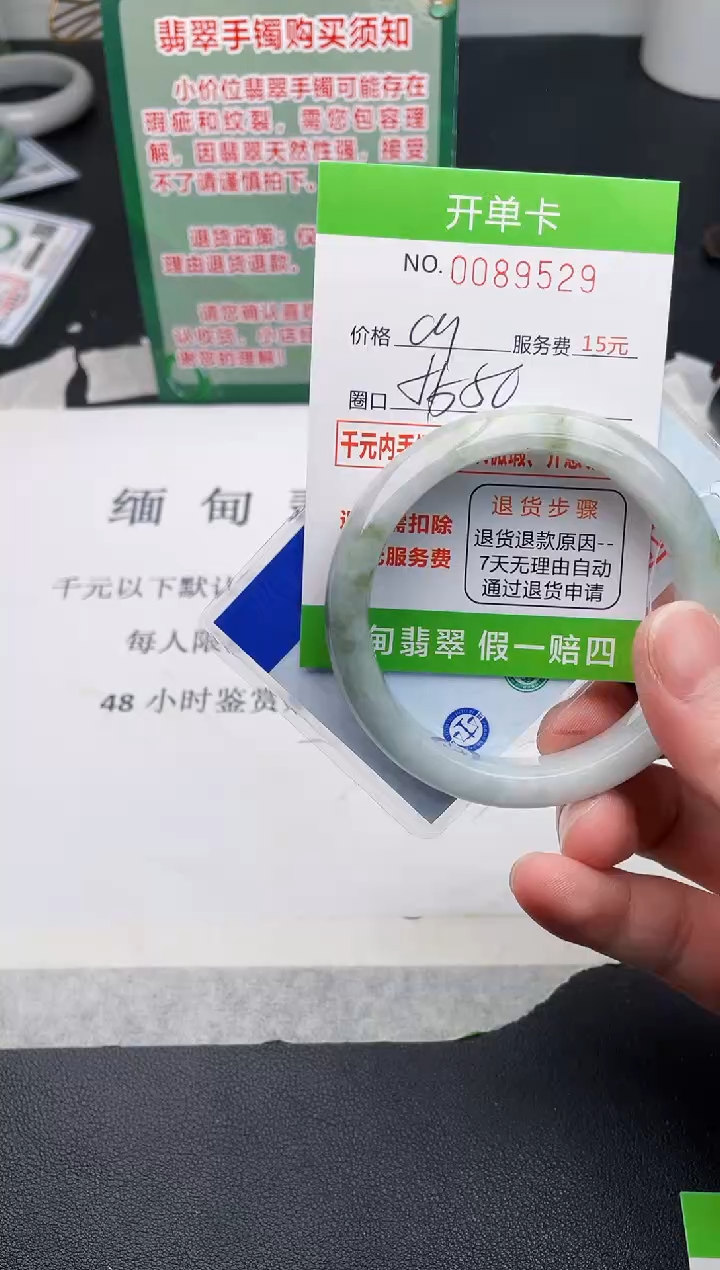 翡翠手镯购买须知
小价位翡翠手镯可能存在
瑕疵和纹裂，需您包容理
解，因翡翠天然性强，接受
不了请谨慎拍下。
退货政策：仅
理由退货退款，
请您确认喜
认收货，小店
谢您的理解！
开单卡
NO. 0089529
价格
服务费 15元
圈口
千元内手
退货步骤
退货退款原因--
7天无理由自动
通过退货申请
需扣除
服务费
甸翡翠 假一赔四
缅甸
千元以下默认
每人限
48 小时鉴赏